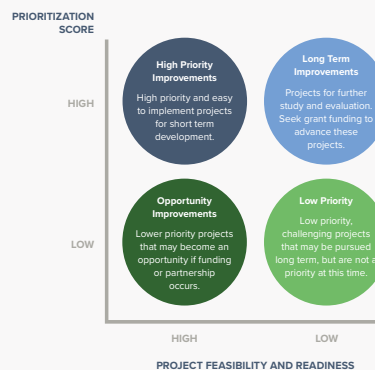 PRIORITIZATION
SCORE
HIGH
High Priority
Improvements
High priority and easy
to implement projects
for short term
development.
Long Term
Improvements
Projects for further
study and evaluation.
Seek grant funding to
advance these
projects.
LOW
Opportunity
Improvements
Lower priority projects
that may become an
opportunity if funding
or partnership
occurs.
Low Priority
Low priority,
challenging projects
that may be pursued
long term, but are not a
priority at this time.
HIGH
LOW
PROJECT FEASIBILITY AND READINESS